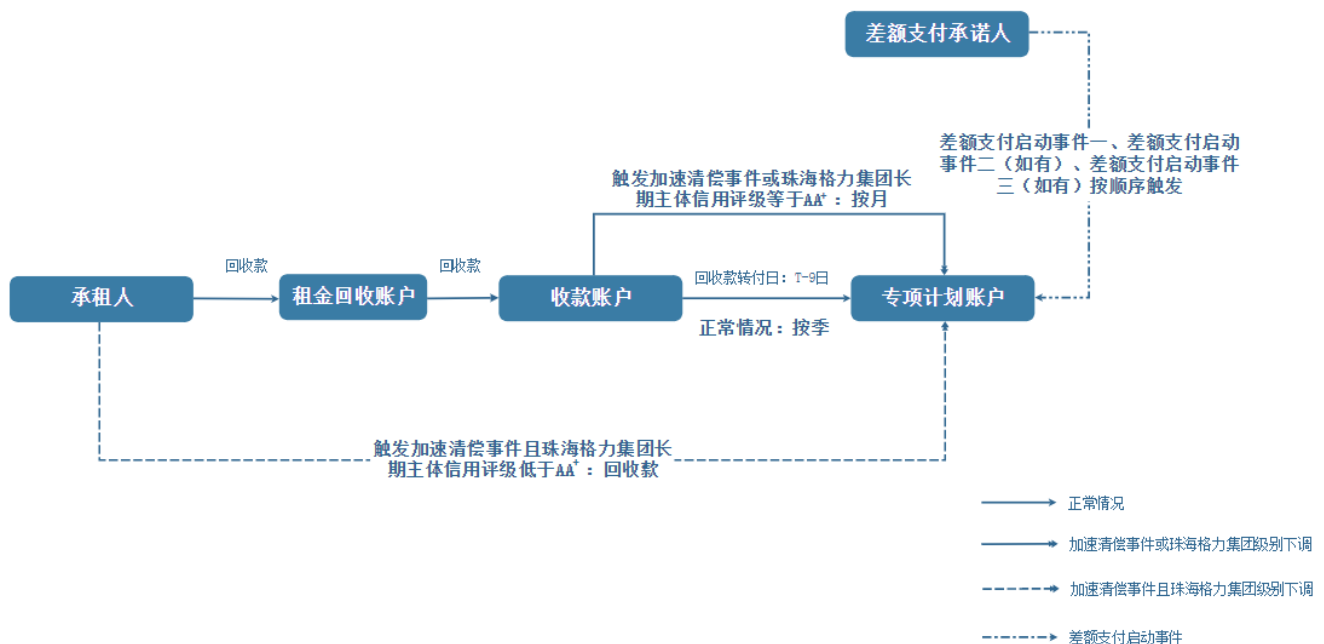 差额支付承诺人
差额支付启动事件一、差额支付启动
事件二（如有）、差额支付启动事件
三（如有）按顺序触发
触发加速清偿事件或珠海格力集团长
期主体信用评级等于AA⁺：按月
回收款
回收款
回收款转付日：T-9日
承租人
租金回收账户
收款账户
专项计划账户
正常情况：按季
触发加速清偿事件且珠海格力集团长
期主体信用评级低于AA⁺：回收款
正常情况
加速清偿事件或珠海格力集团级别下调
加速清偿事件且珠海格力集团级别下调
差额支付启动事件